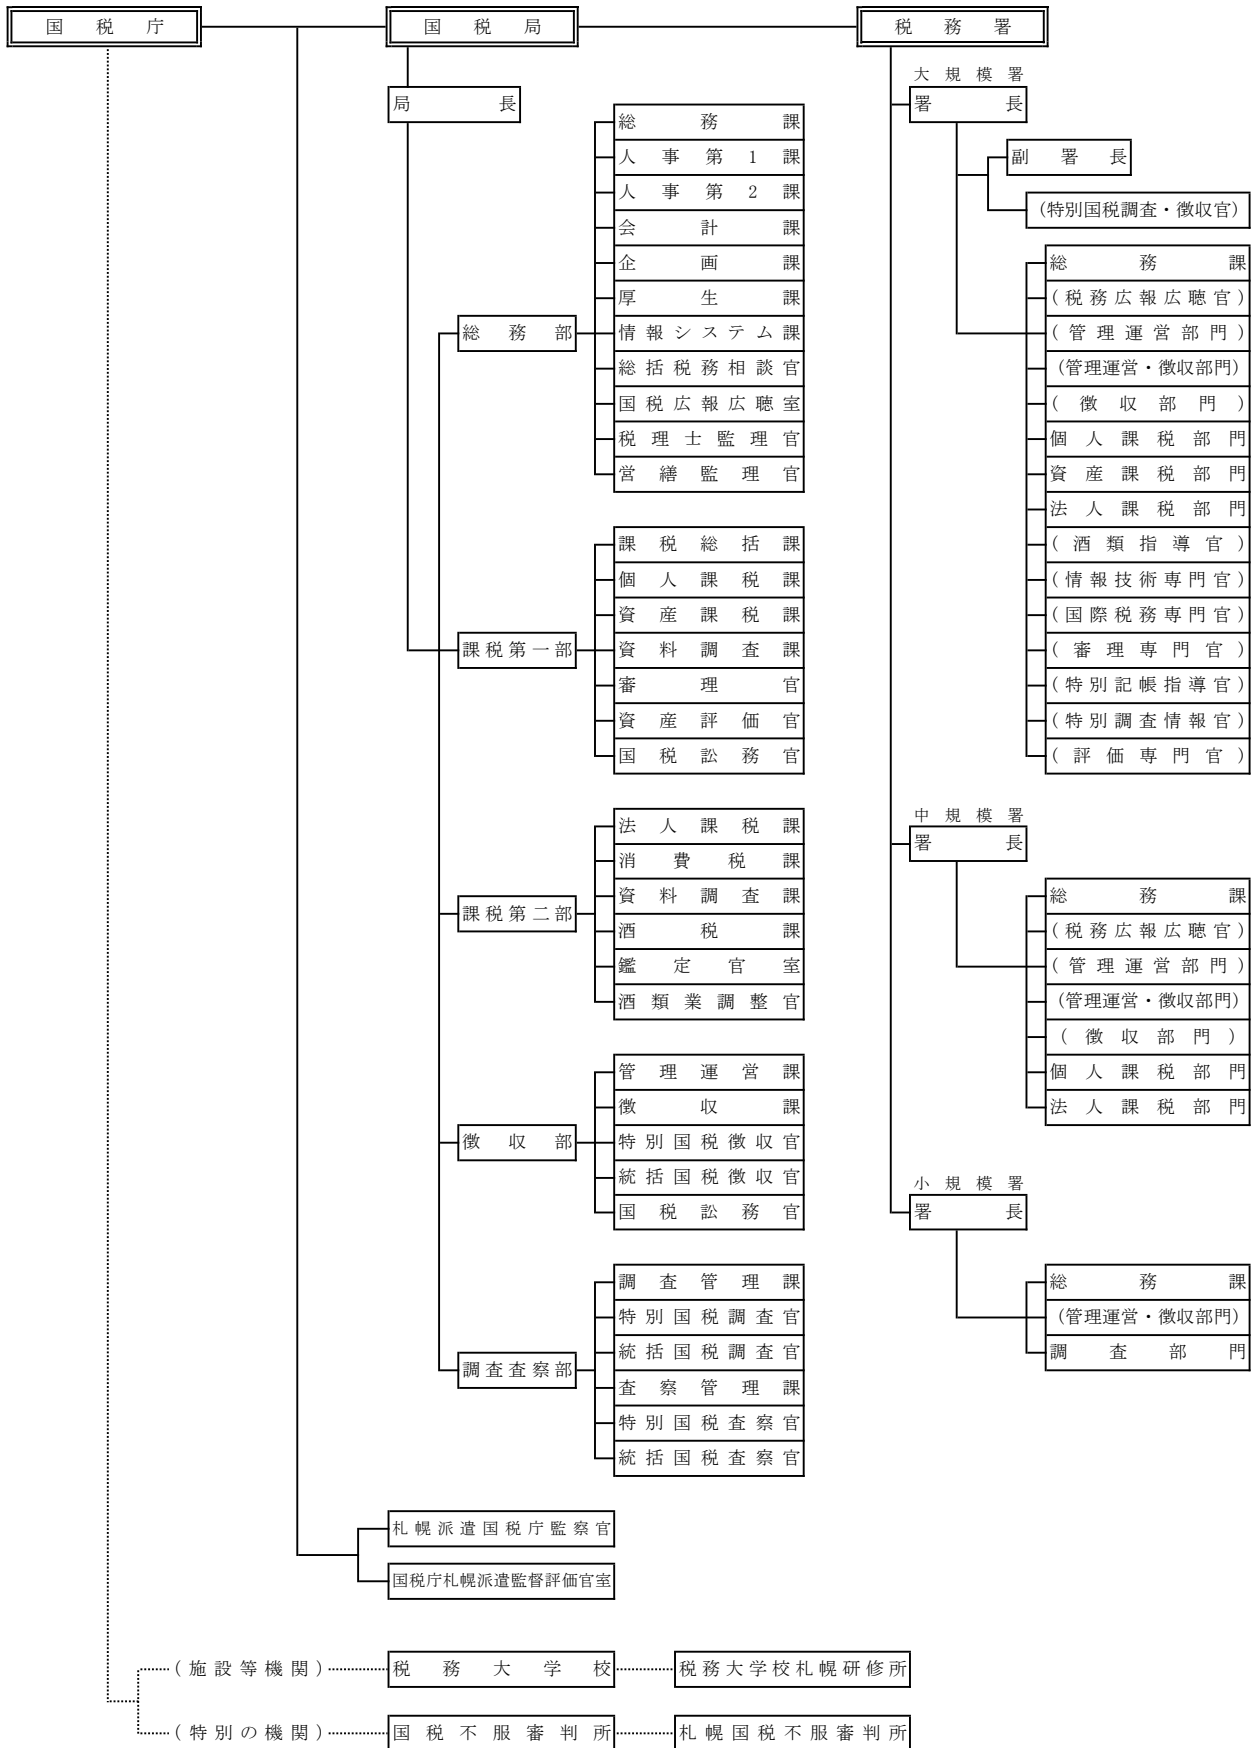 国税庁
国税局
税務署
局長
総務部
総務課
人事第1課
人事第2課
会計課
企画課
厚生課
情報システム課
総括税務相談官
国税広報広聴室
税理士監理官
営繕監理官
課税第一部
課税総括課
個人課税課
資産課税課
資料調査課
審理官
資産評価官
国税訟務官
課税第二部
法人課税課
消費税課
資料調査課
酒税課
鑑定官室
酒類業調整官
徴収部
管理運営課
徴収課
特別国税徴収官
統括国税徴収官
国税訟務官
調査査察部
調査管理課
特別国税調査官
統括国税調査官
査察管理課
特別国税査察官
統括国税査察官
大規模署
署長
副署長
(特別国税調査・徴収官)
総務課
(税務広報広聴官)
(管理運営部門)
(管理運営・徴収部門)
(徴収部門)
個人課税部門
資産課税部門
法人課税部門
(酒類指導官)
(情報技術専門官)
(国際税務専門官)
(審理専門官)
(特別記帳指導官)
(特別調査情報官)
(評価専門官)
中規模署
署長
総務課
(税務広報広聴官)
(管理運営部門)
(管理運営・徴収部門)
(徴収部門)
個人課税部門
法人課税部門
小規模署
署長
総務課
(管理運営・徴収部門)
調査部門
札幌派遣国税庁監察官
国税庁札幌派遣監督評価官室
(施設等機関)
税務大学校
税務大学校札幌研修所
(特別の機関)
国税不服審判所
札幌国税不服審判所